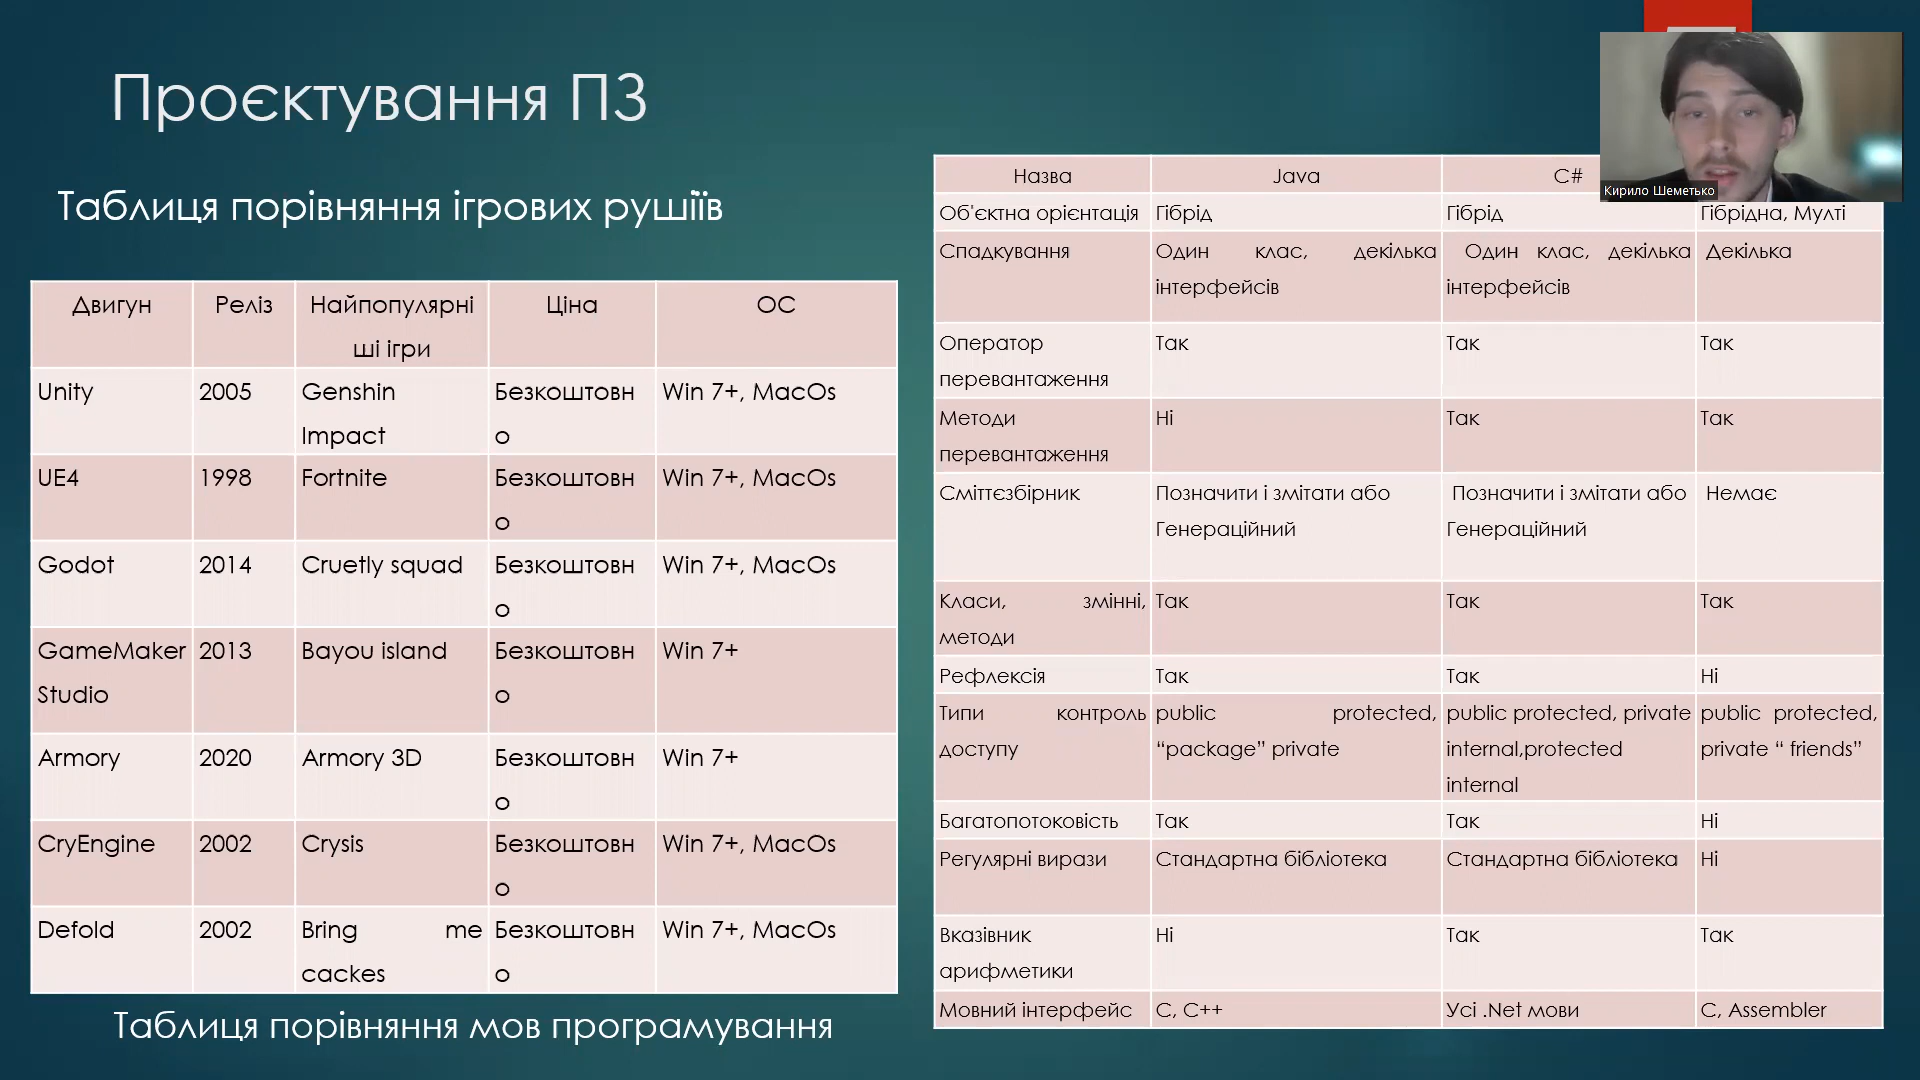 Проєктування ПЗ
Таблиця порівняння ігрових рушіїв
Двигун Реліз Найпопулярні
ші ігри Ціна ОС
Unity 2005 Genshin
Impact Безкоштовн
о Win 7+, MacOs
UE4 1998 Fortnite Безкоштовн
о Win 7+, MacOs
Godot 2014 Cruetly squad Безкоштовн
о Win 7+, MacOs
GameMaker
Studio 2013 Bayou island Безкоштовн
о Win 7+
Armory 2020 Armory 3D Безкоштовн
о Win 7+
CryEngine 2002 Crysis Безкоштовн
о Win 7+, MacOs
Defold 2002 Bring me
cackes Безкоштовн
о Win 7+, MacOs
Таблиця порівняння мов програмування
Кирило Шеметько
Назва Java C#
Об'єктна орієнтація Гібрід Гібрід Гібрідна, Мулті
Спадкування Один клас, декілька
інтерфейсів Один клас, декілька
інтерфейсів Декілька
Оператор
перевантаження Так Так Так
Методи
перевантаження Ні Так Так
Сміттєзбірник Позначити і змітати або
Генераційний Позначити і змітати або
Генераційний Немає
Класи, змінні,
методи Так Так Так
Рефлексія Так Так Ні
Типи контроль
доступу public protected,
“package” private public protected, private
internal,protected
internal public protected,
private “ friends”
Багатопотоковість Так Так Ні
Регулярні вирази Стандартна бібліотека Стандартна бібліотека Ні
Вказівник
арифметики Ні Так Так
Мовний інтерфейс C, C++ Усі .Net мови C, Assembler